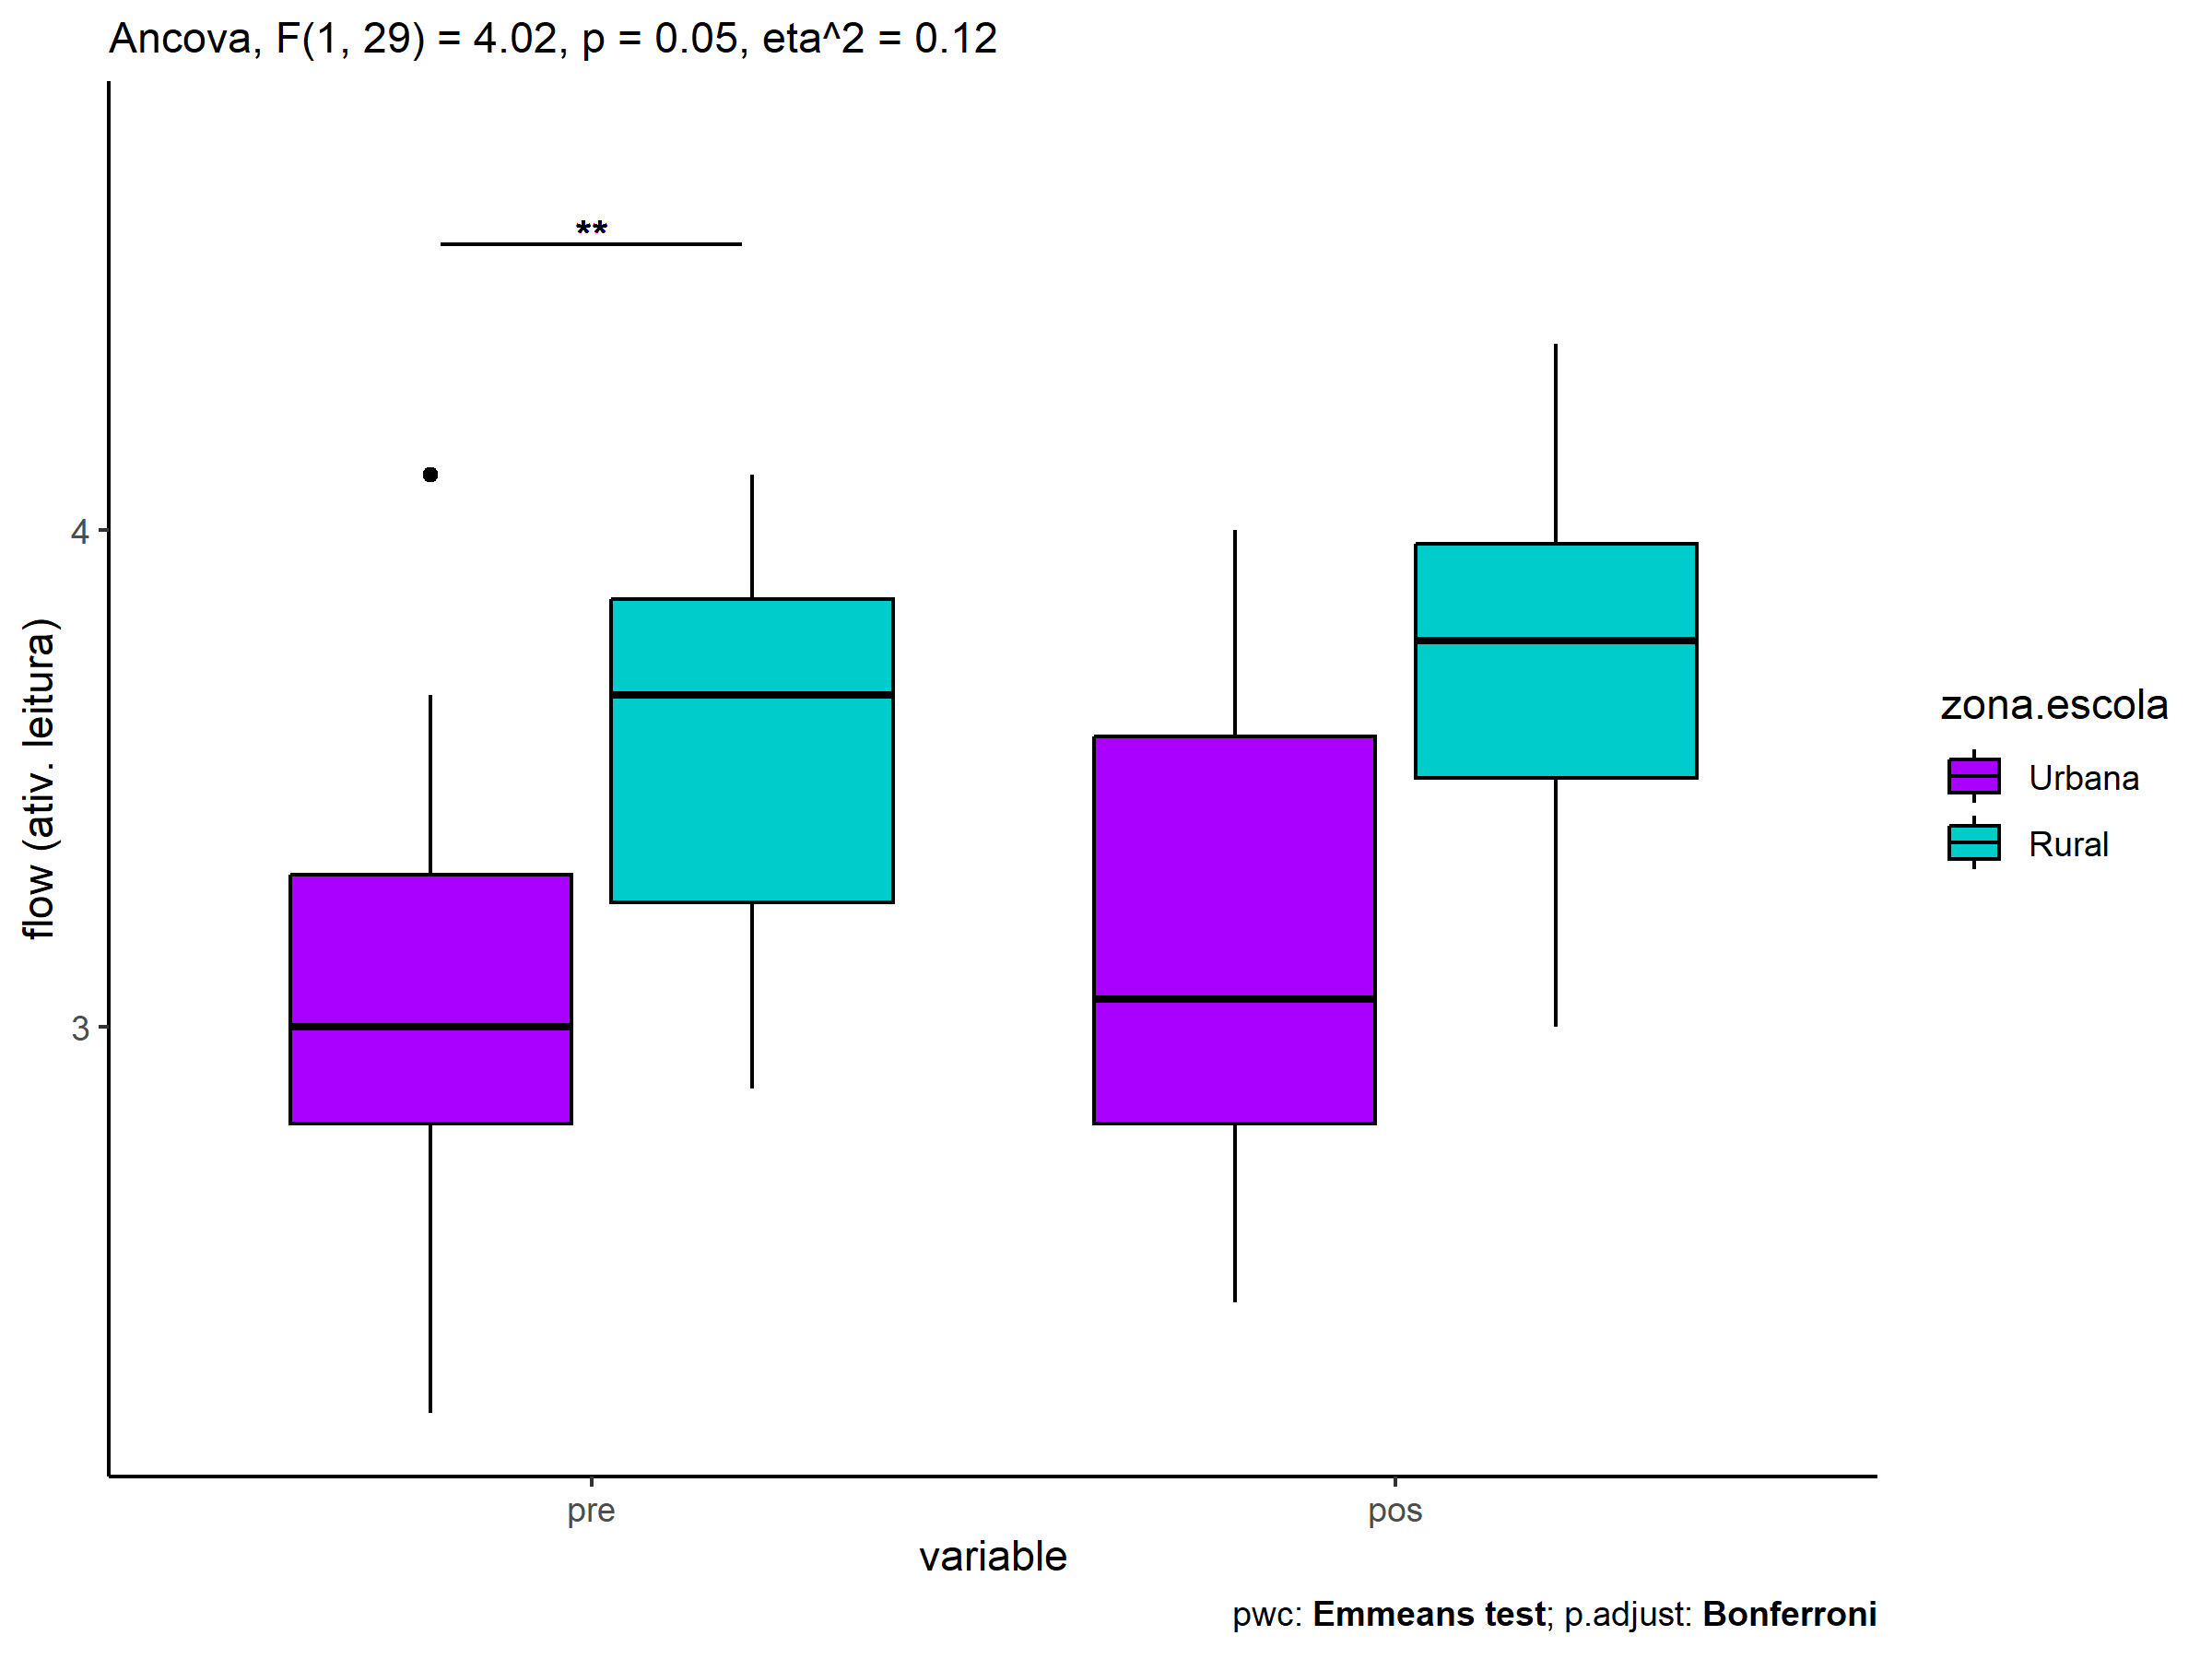 Ancova, F(1, 29) = 4.02, p = 0.05, eta^2 = 0.12
**
4
3
flow (ativ. leitura)
pre
pos
variable
zona.escola
Urbana
Rural
pwc: Emmeans test; p.adjust: Bonferroni